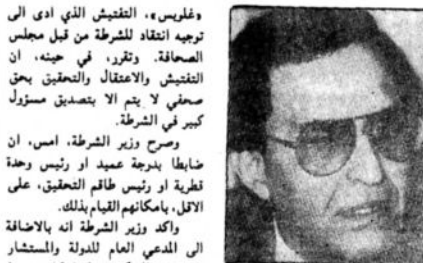 «غلوبس»، التفتيش الذي ادى الى
توجيه انتقاد للشرطة من قبل مجلس
الصحافة. وتقرر، في حينه، ان
التفتيش والاعتقال والتحقيق بحق
صحفي لا يتم الا بتصديق مسؤول
كبير في الشرطة.
وصرح وزير الشرطة، امس، ان
ضابطا بدرجة عميد او رئيس وحدة
قطرية او رئيس طاقم التحقيق، على
الاقل، بامكانهم القيام بذلك.
واكد وزير الشرطة انه بالاضافة
الى المدعي العام للدولة والمستشار